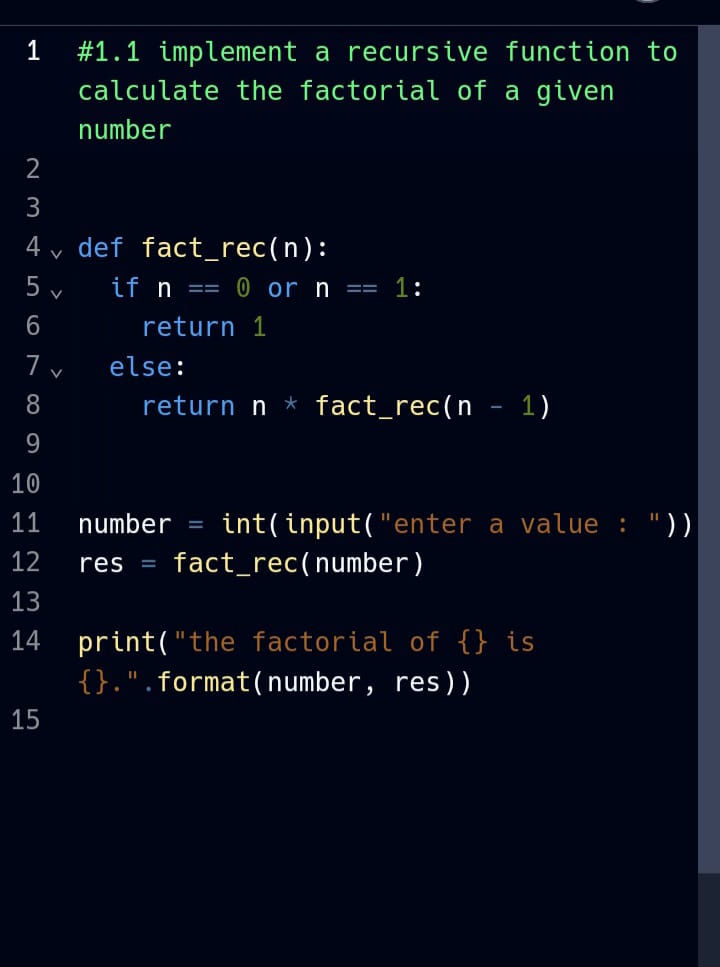 1 #1.1 implement a recursive function to
calculate the factorial of a given
number
2
3
4 def fact_rec(n):
5   if n == 0 or n == 1:
6     return 1
7   else:
8     return n * fact_rec(n - 1)
9
10
11 number = int(input("enter a value : "))
12 res = fact_rec(number)
13
14 print("the factorial of {} is
{}.".format(number, res))
15